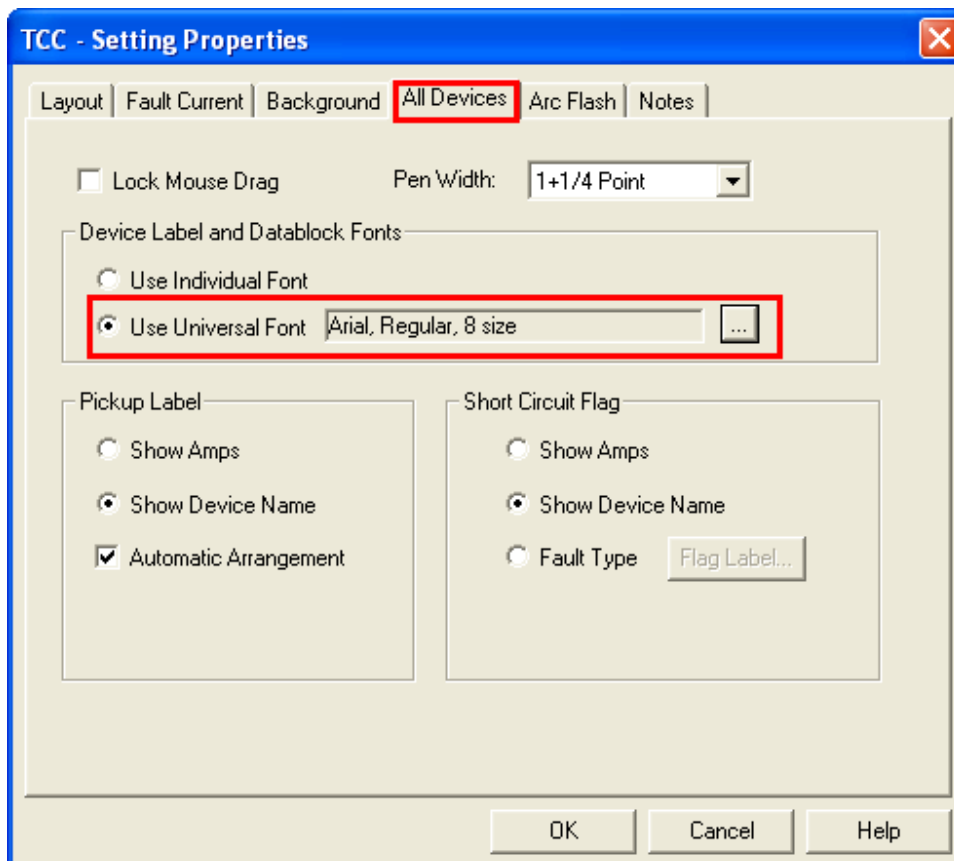 TCC - Setting Properties
Layout Fault Current Background All Devices Arc Flash Notes
Lock Mouse Drag Pen Width: 1+1/4 Point
Device Label and Datablock Fonts
Use Individual Font
Use Universal Font Arial, Regular, 8 size ...
Pickup Label Short Circuit Flag
Show Amps Show Amps
Show Device Name Show Device Name
Automatic Arrangement Fault Type Flag Label...
OK Cancel Help